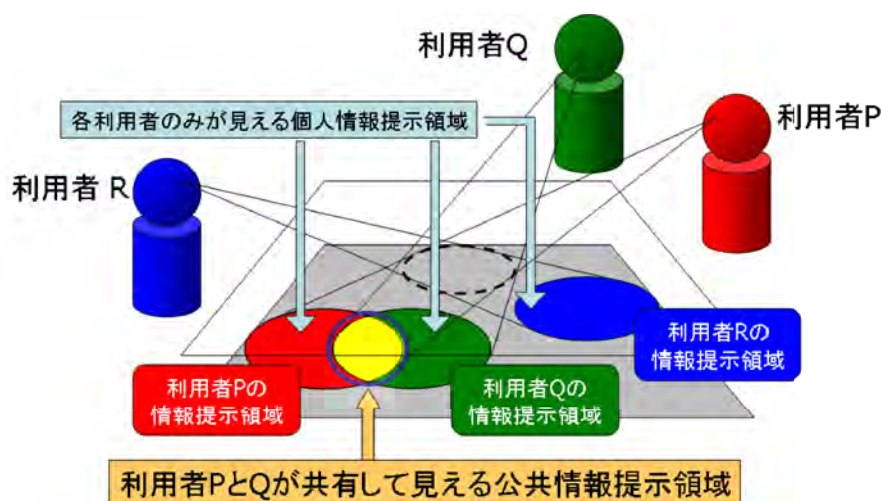 利用者Q
利用者P
各利用者のみが見える個人情報提示領域
利用者 R
利用者Rの
情報提示領域
利用者Pの
情報提示領域
利用者Qの
情報提示領域
利用者PとQが共有して見える公共情報提示領域